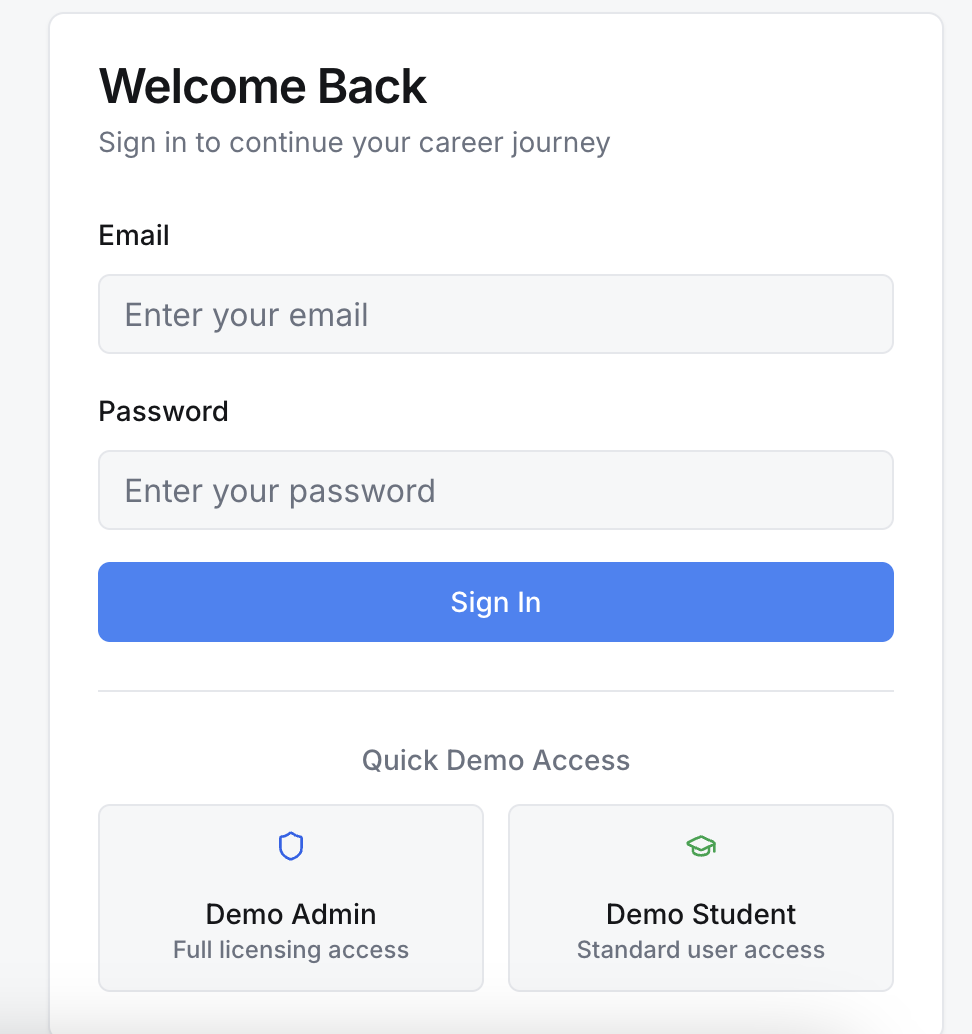 Welcome Back
Sign in to continue your career journey
Email
Enter your email
Password
Enter your password
Sign In
Quick Demo Access
Demo Admin
Full licensing access
Demo Student
Standard user access